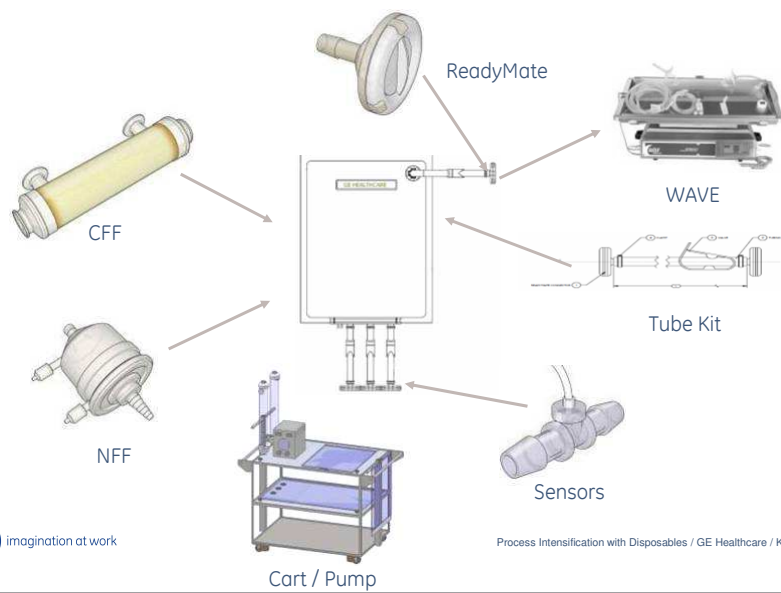 ReadyMate
WAVE
CFF
GE HEALTHCARE
Tube Kit
NFF
Sensors
imagination at work
Process Intensification with Disposables / GE Healthcare / K
Cart / Pump